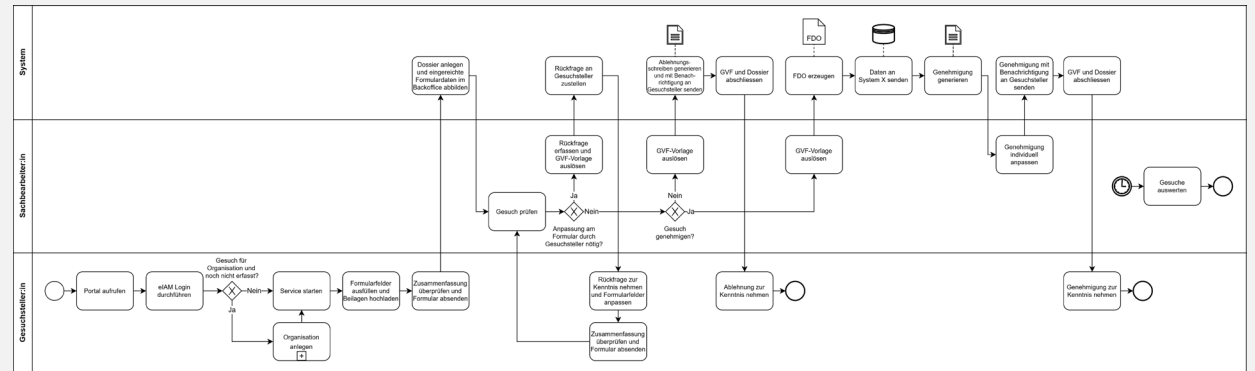 System
Dossier anlegen
und eingereichte
Formulardaten im
Backoffice abbilden
Rückfrage an
Gesuchsteller
zustellen
Ablehnungs-
schreiben generieren
und mit Benach-
richtigung an
Gesuchsteller senden
GVF und Dossier
abschliessen
FDO
FDO erzeugen
Daten an
System X senden
Genehmigung
generieren
Genehmigung mit
Benachrichtigung
an Gesuchsteller
senden
GVF und Dossier
abschliessen
Sachbearbeiter:in
Gesuch prüfen
Rückfrage
erfassen und
GVF-Vorlage
auslösen
Ja
Nein
Anpassung am
Formular durch
Gesuchsteller nötig?
GVF-Vorlage
auslösen
Nein
Ja
Gesuch
genehmigen?
GVF-Vorlage
auslösen
Genehmigung
individuell
anpassen
Gesuche
auswerten
Gesuchsteller:in
Portal aufrufen
eIAM Login
durchführen
Gesuch für
Organisation und
noch nicht erfasst?
Nein
Ja
Service starten
Organisation
anlegen
Formularfelder
ausfüllen und
Beilagen hochladen
Zusammenfassung
überprüfen und
Formular absenden
Rückfrage zur
Kenntnis nehmen
und Formularfelder
anpassen
Zusammenfassung
überprüfen und
Formular absenden
Ablehnung zur
Kenntnis nehmen
Genehmigung zur
Kenntnis nehmen